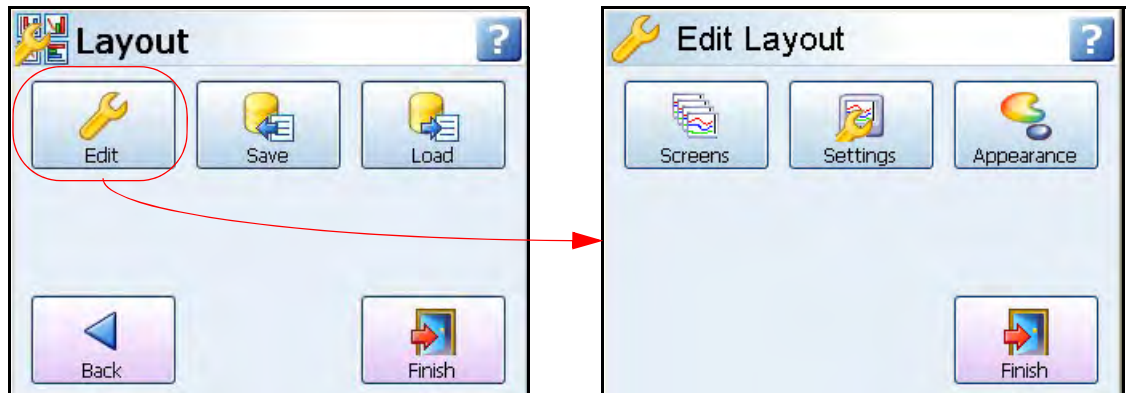 Layout
?
Edit
Save
Load
Back
Finish
Edit Layout
?
Screens
Settings
Appearance
Finish